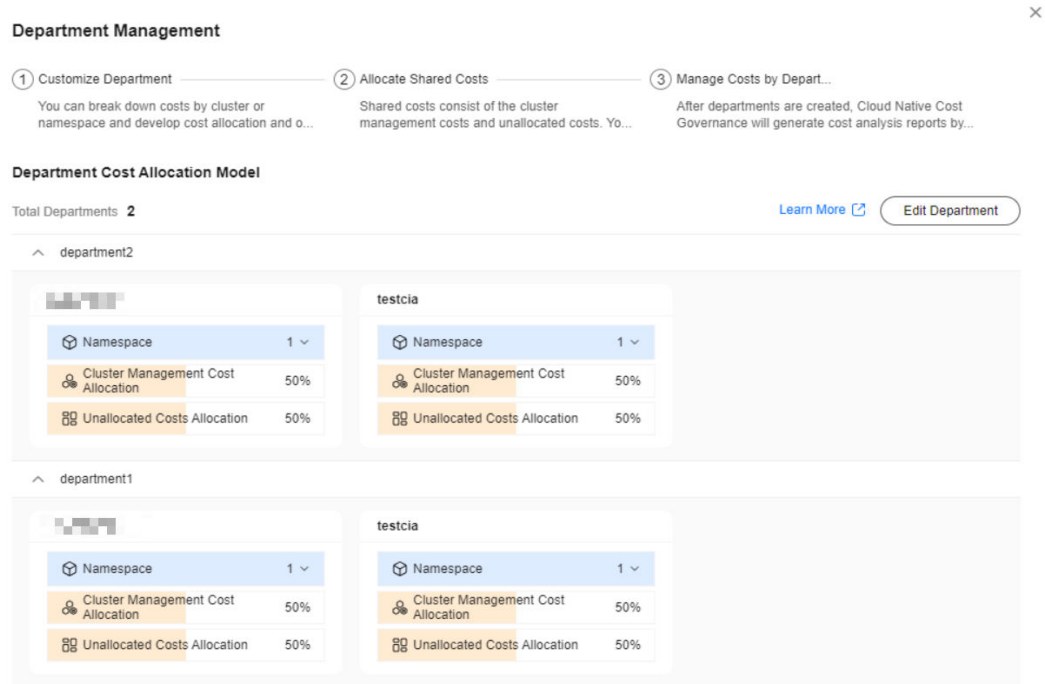 Department Management
1 Customize Department
You can break down costs by cluster or
namespace and develop cost allocation and o...
2 Allocate Shared Costs
Shared costs consist of the cluster
management costs and unallocated costs. Yo...
3 Manage Costs by Depart...
After departments are created, Cloud Native Cost
Governance will generate cost analysis reports by...
Department Cost Allocation Model
Total Departments 2
Learn More
Edit Department
department2
Namespace 1
Cluster Management Cost
Allocation
50%
Unallocated Costs Allocation 50%
testcia
Namespace 1
Cluster Management Cost
Allocation
50%
Unallocated Costs Allocation 50%
department1
Namespace 1
Cluster Management Cost
Allocation
50%
Unallocated Costs Allocation 50%
testcia
Namespace 1
Cluster Management Cost
Allocation
50%
Unallocated Costs Allocation 50%